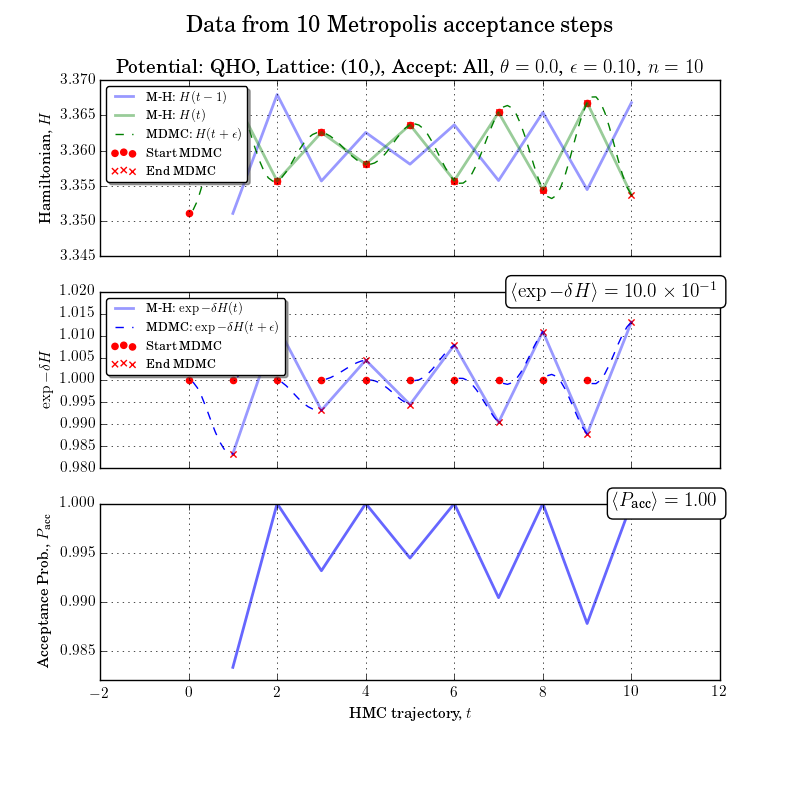 Data from 10 Metropolis acceptance steps
Potential: QHO, Lattice: (10,), Accept: All, θ = 0.0, ϵ = 0.10, n = 10
3.370
3.365
3.360
3.355
3.350
3.345
Hamiltonian, H
M-H: H(t − 1)
M-H: H(t)
MDMC: H(t + ϵ)
Start MDMC
End MDMC
1.020
1.015
1.010
1.005
1.000
0.995
0.990
0.985
0.980
exp −δH
M-H: exp −δH(t)
MDMC: exp −δH(t + ϵ)
Start MDMC
End MDMC
⟨exp −δH⟩ = 10.0 × 10⁻¹
1.000
0.995
0.990
0.985
Acceptance Prob., P_acc
⟨P_acc⟩ = 1.00
−2 0 2 4 6 8 10 12
HMC trajectory, t